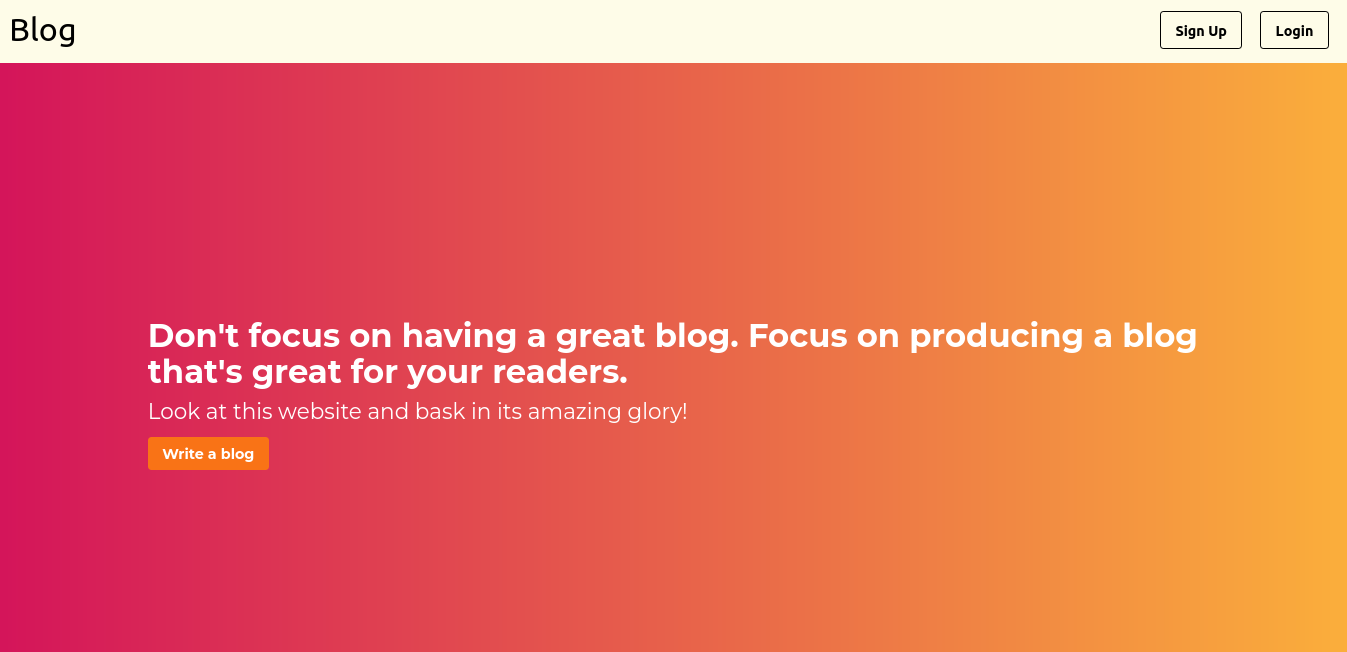 Blog
Sign Up
Login
Don't focus on having a great blog. Focus on producing a blog
that's great for your readers.
Look at this website and bask in its amazing glory!
Write a blog